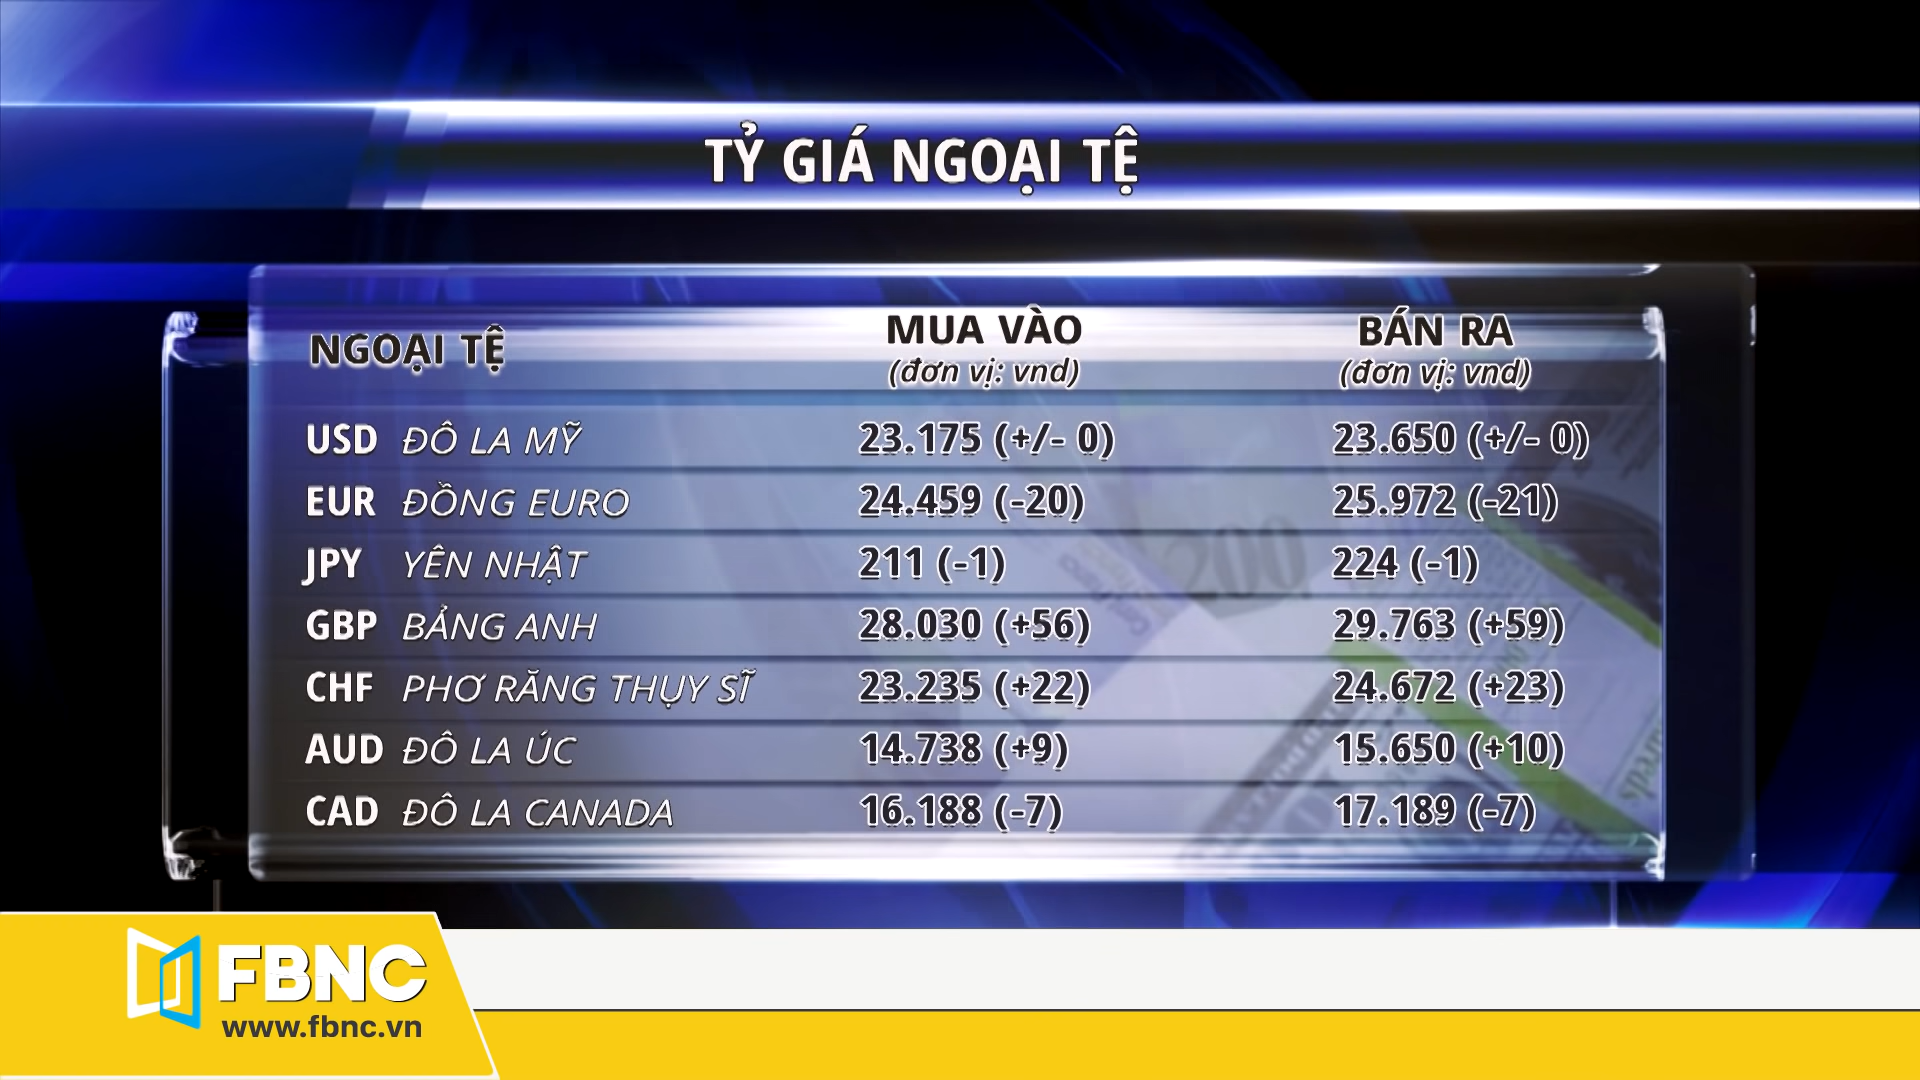 TỶ GIÁ NGOẠI TỆ
NGOẠI TỆ MUA VÀO BÁN RA
(đơn vị: vnd) (đơn vị: vnd)
USD ĐÔ LA MỸ 23.175 (+/- 0) 23.650 (+/- 0)
EUR ĐỒNG EURO 24.459 (-20) 25.972 (-21)
JPY YÊN NHẬT 211 (-1) 224 (-1)
GBP BẢNG ANH 28.030 (+56) 29.763 (+59)
CHF PHƠ RĂNG THỤY SĨ 23.235 (+22) 24.672 (+23)
AUD ĐÔ LA ÚC 14.738 (+9) 15.650 (+10)
CAD ĐÔ LA CANADA 16.188 (-7) 17.189 (-7)
FBNC
www.fbnc.vn